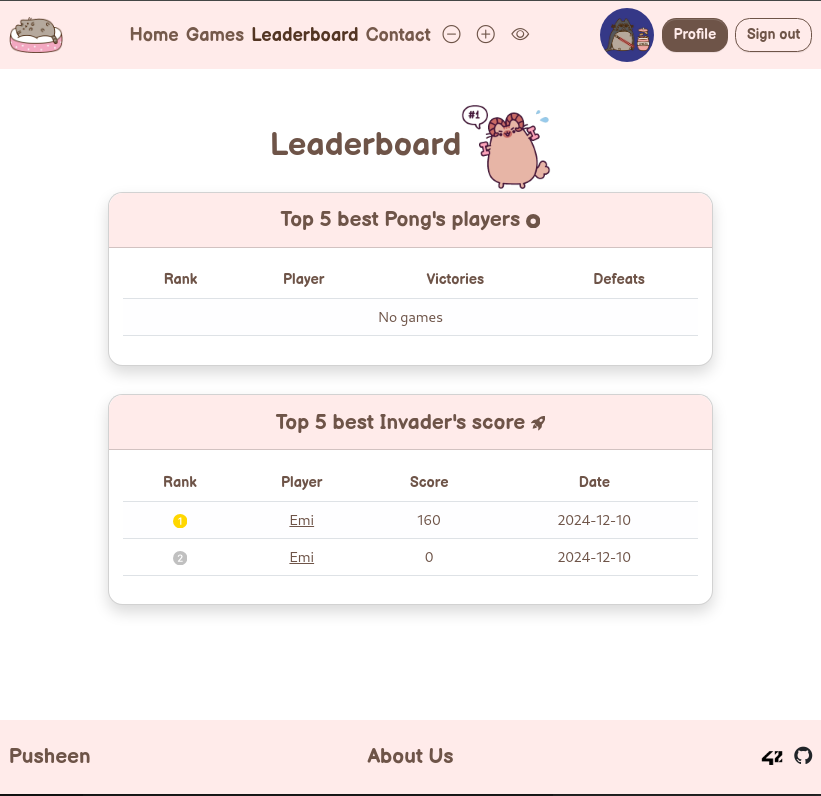 Home Games Leaderboard Contact Profile Sign out
#1
Leaderboard
Top 5 best Pong's players
Rank Player Victories Defeats
No games
Top 5 best Invader's score
Rank Player Score Date
1 Emi 160 2024-12-10
2 Emi 0 2024-12-10
Pusheen About Us 42